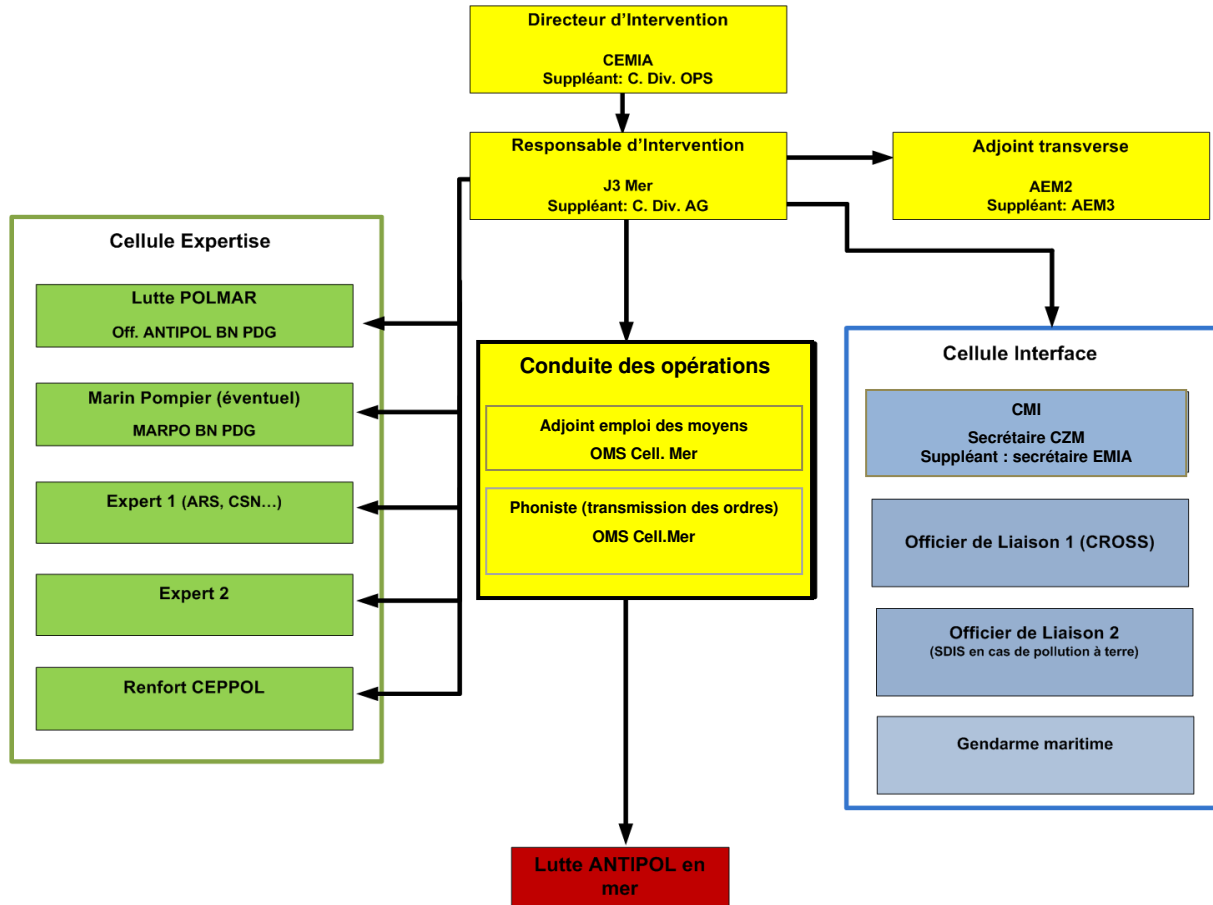 Directeur d’Intervention
CEMIA
Suppléant: C. Div. OPS
Responsable d’Intervention
J3 Mer
Suppléant: C. Div. AG
Adjoint transverse
AEM2
Suppléant: AEM3
Cellule Expertise
Lutte POLMAR
Off. ANTIPOL BN PDG
Marin Pompier (éventuel)
MARPO BN PDG
Expert 1 (ARS, CSN…)
Expert 2
Renfort CEPPOL
Conduite des opérations
Adjoint emploi des moyens
OMS Cell. Mer
Phoniste (transmission des ordres)
OMS Cell.Mer
Cellule Interface
CMI
Secrétaire CZM
Suppléant : secrétaire EMIA
Officier de Liaison 1 (CROSS)
Officier de Liaison 2
(SDIS en cas de pollution à terre)
Gendarme maritime
Lutte ANTIPOL en
mer